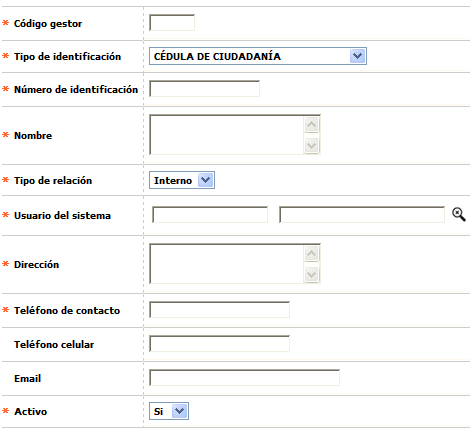 * Código gestor
* Tipo de identificación CÉDULA DE CIUDADANÍA
* Número de identificación
* Nombre
* Tipo de relación Interno
* Usuario del sistema
* Dirección
* Teléfono de contacto
Teléfono celular
Email
* Activo Si